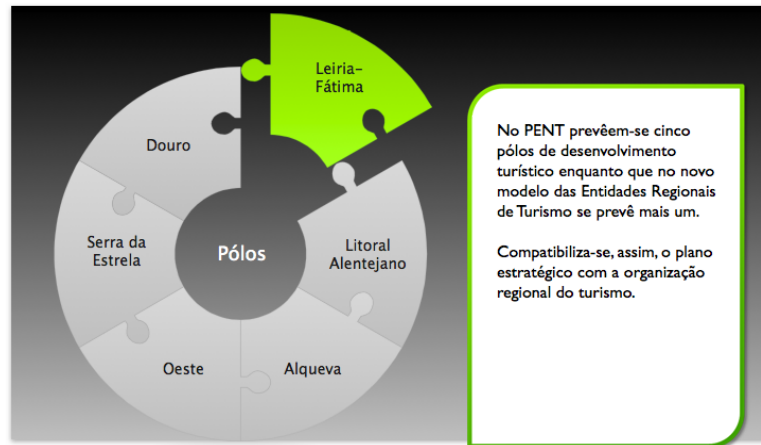 Leiria–
Fátima
Douro
Serra da
Estrela
Pólos
Litoral
Alentejano
Oeste
Alqueva
No PENT prevêem-se cinco
pólos de desenvolvimento
turístico enquanto que no novo
modelo das Entidades Regionais
de Turismo se prevê mais um.
Compatibiliza-se, assim, o plano
estratégico com a organização
regional do turismo.